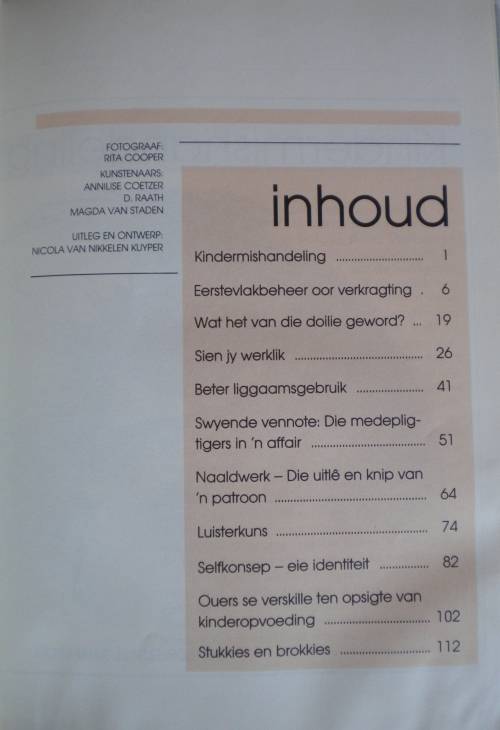 FOTOGRAAF:
RITA COOPER
KUNSTENAARS:
ANNILISE COETZER
D. RAATH
MAGDA VAN STADEN
UITLEG EN ONTWERP:
NICOLA VAN NIKKELEN KUYPER
inhoud
Kindermishandeling ............................ 1
Eerstevlakbeheer oor verkragting . 6
Wat het van die doilie geword? ... 19
Sien jy werklik ......................................... 26
Beter liggaamsgebruik ..................... 41
Swyende vennote: Die medeplig-
tigers in 'n affair ..................................... 51
Naaldwerk – Die uitlê en knip van
'n patroon ................................................. 64
Luisterkuns ................................................. 74
Selfkonsep – eie identiteit ................ 82
Ouers se verskille ten opsigte van
kinderopvoeding .................................. 102
Stukkies en brokkies ............................. 112